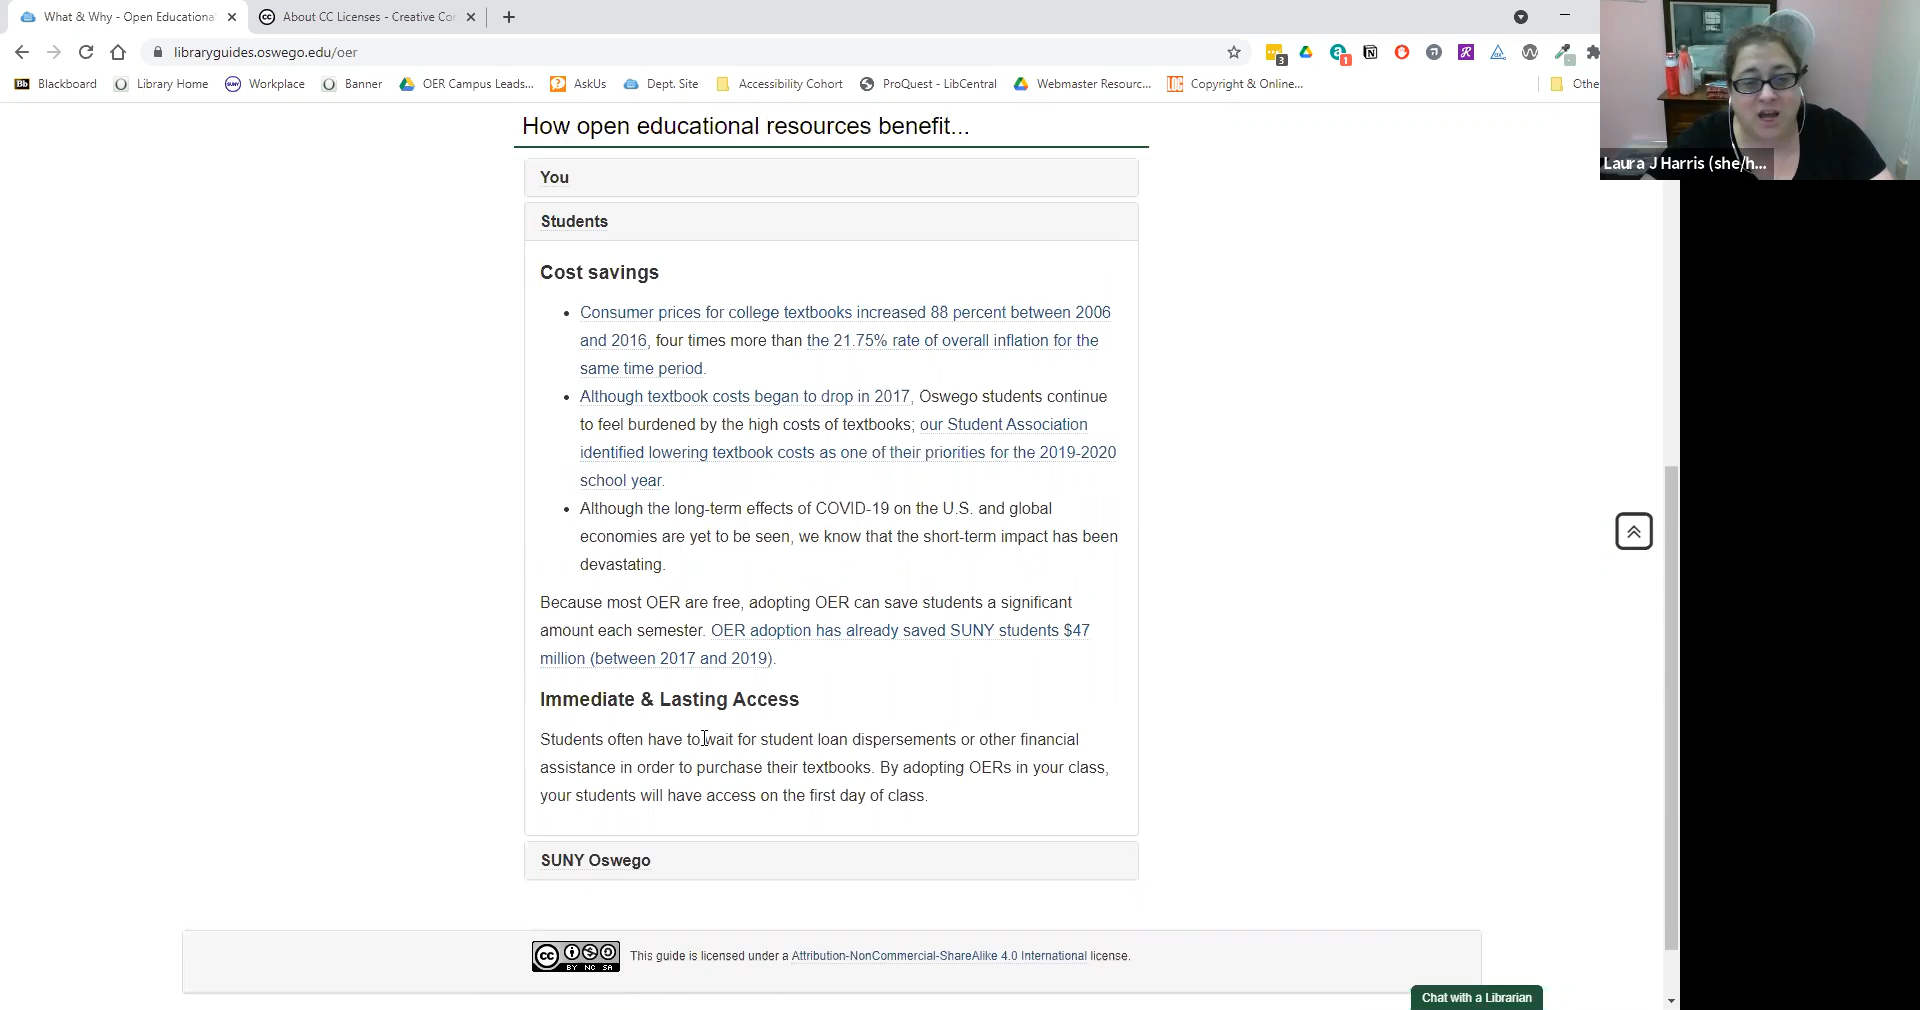 What & Why - Open Educationa
About CC Licenses - Creative Co
libraryguides.oswego.edu/oer
3
1
Bb Blackboard
Library Home
SUNY Workplace
Banner
OER Campus Leads...
AskUs
Dept. Site
Accessibility Cohort
ProQuest - LibCentral
Webmaster Resourc...
Copyright & Online...
Othe
Laura J Harris (she/h...
How open educational resources benefit...
You
Students
Cost savings
• Consumer prices for college textbooks increased 88 percent between 2006
and 2016, four times more than the 21.75% rate of overall inflation for the
same time period.
• Although textbook costs began to drop in 2017, Oswego students continue
to feel burdened by the high costs of textbooks; our Student Association
identified lowering textbook costs as one of their priorities for the 2019-2020
school year.
• Although the long-term effects of COVID-19 on the U.S. and global
economies are yet to be seen, we know that the short-term impact has been
devastating.
Because most OER are free, adopting OER can save students a significant
amount each semester. OER adoption has already saved SUNY students $47
million (between 2017 and 2019).
Immediate & Lasting Access
Students often have to wait for student loan dispersements or other financial
assistance in order to purchase their textbooks. By adopting OERs in your class,
your students will have access on the first day of class.
SUNY Oswego
cc BY NC SA
This guide is licensed under a Attribution-NonCommercial-ShareAlike 4.0 International license.
Chat with a Librarian